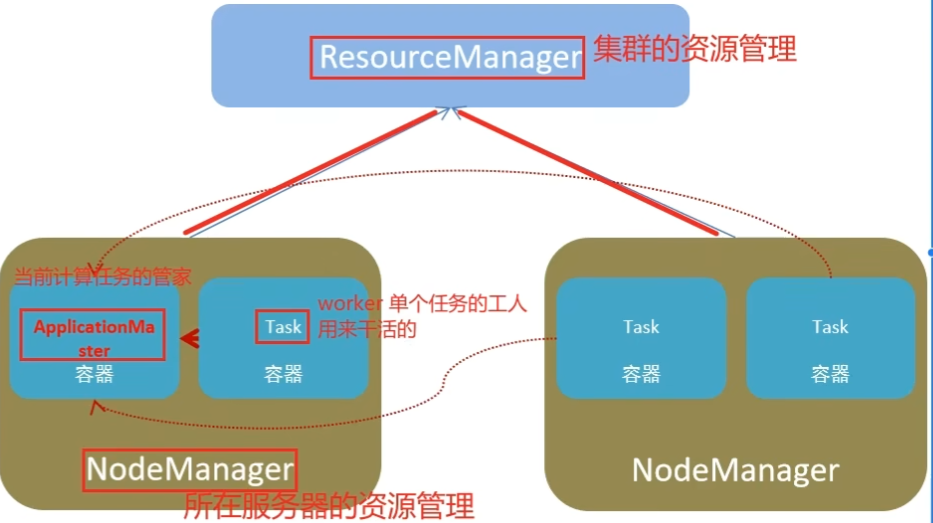 ResourceManager
集群的资源管理
当前计算任务的管家
ApplicationMa
ster
容器
Task
容器
worker 单个任务的工人
用来干活的
Task
容器
Task
容器
NodeManager
所在服务器的资源管理
NodeManager